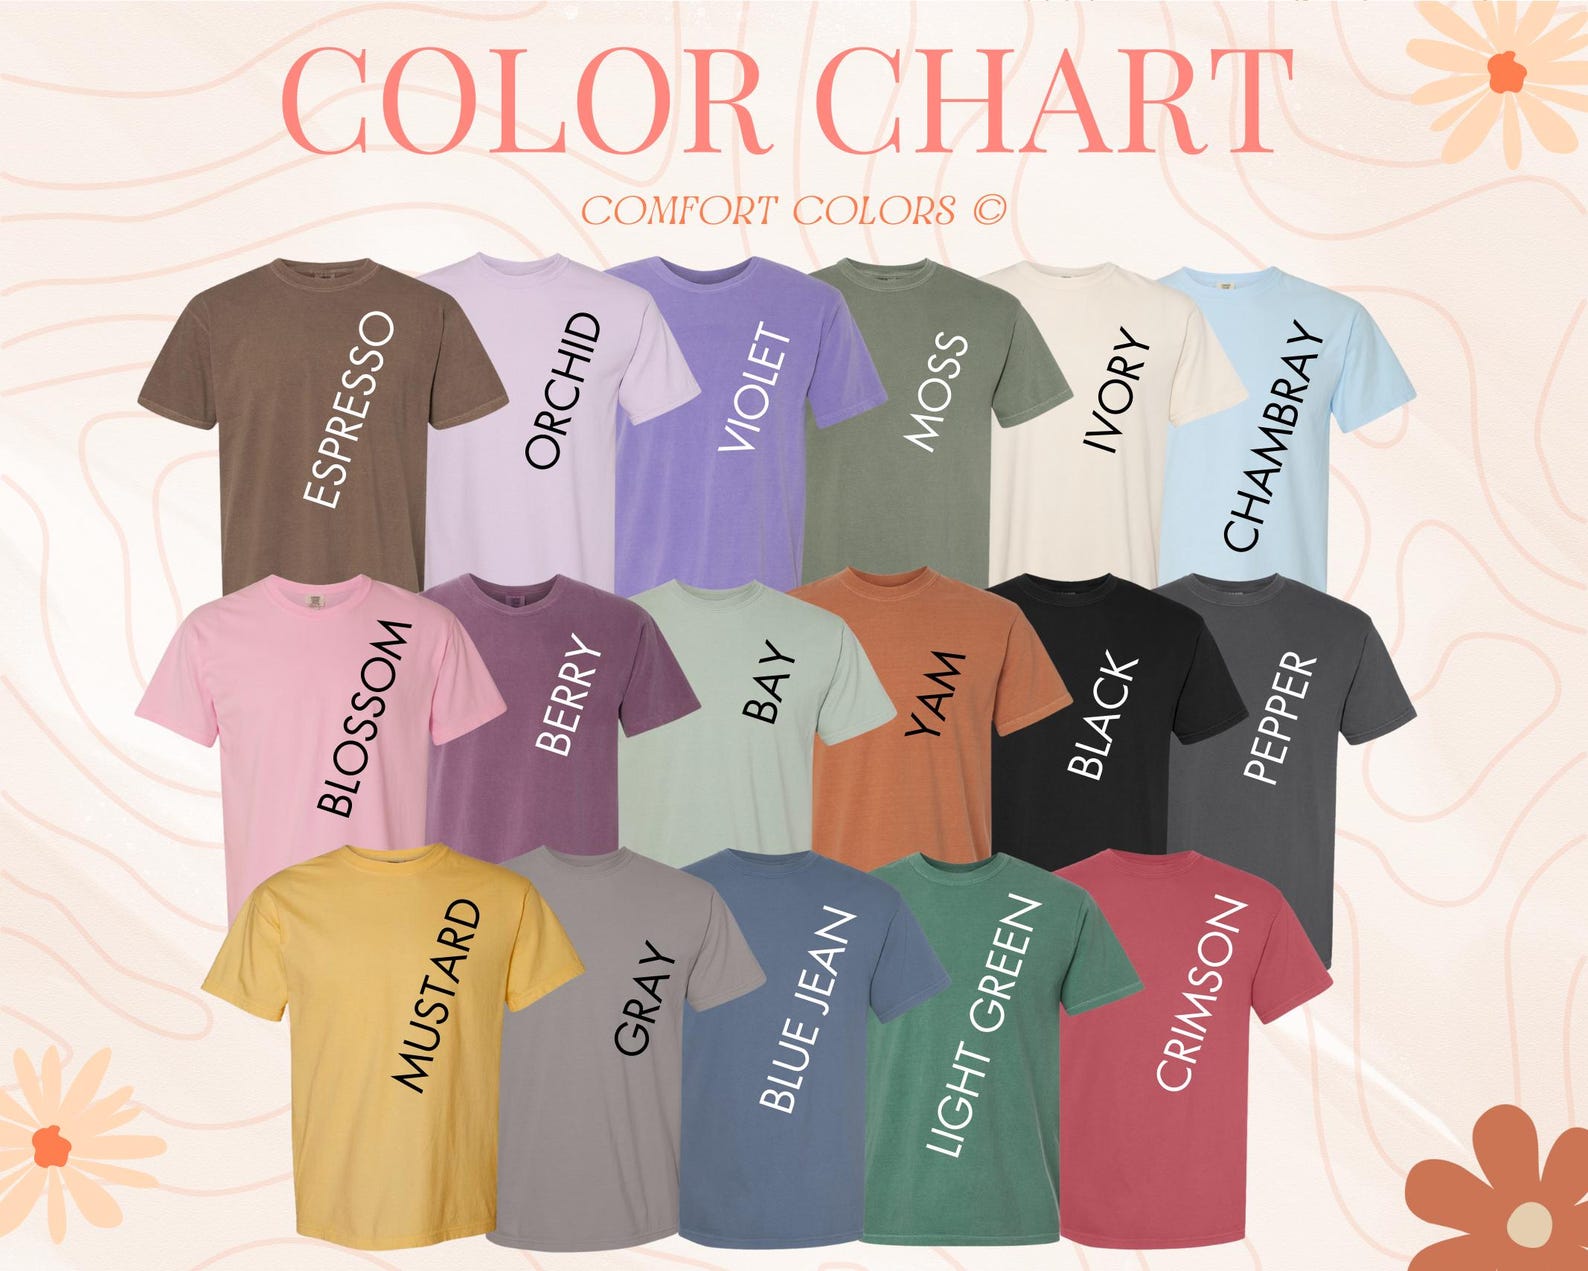 COLOR CHART
COMFORT COLORS ©
ESPRESSO
ORCHID
VIOLET
MOSS
IVORY
CHAMBRAY
BLOSSOM
BERRY
BAY
YAM
BLACK
PEPPER
MUSTARD
GRAY
BLUE JEAN
LIGHT GREEN
CRIMSON